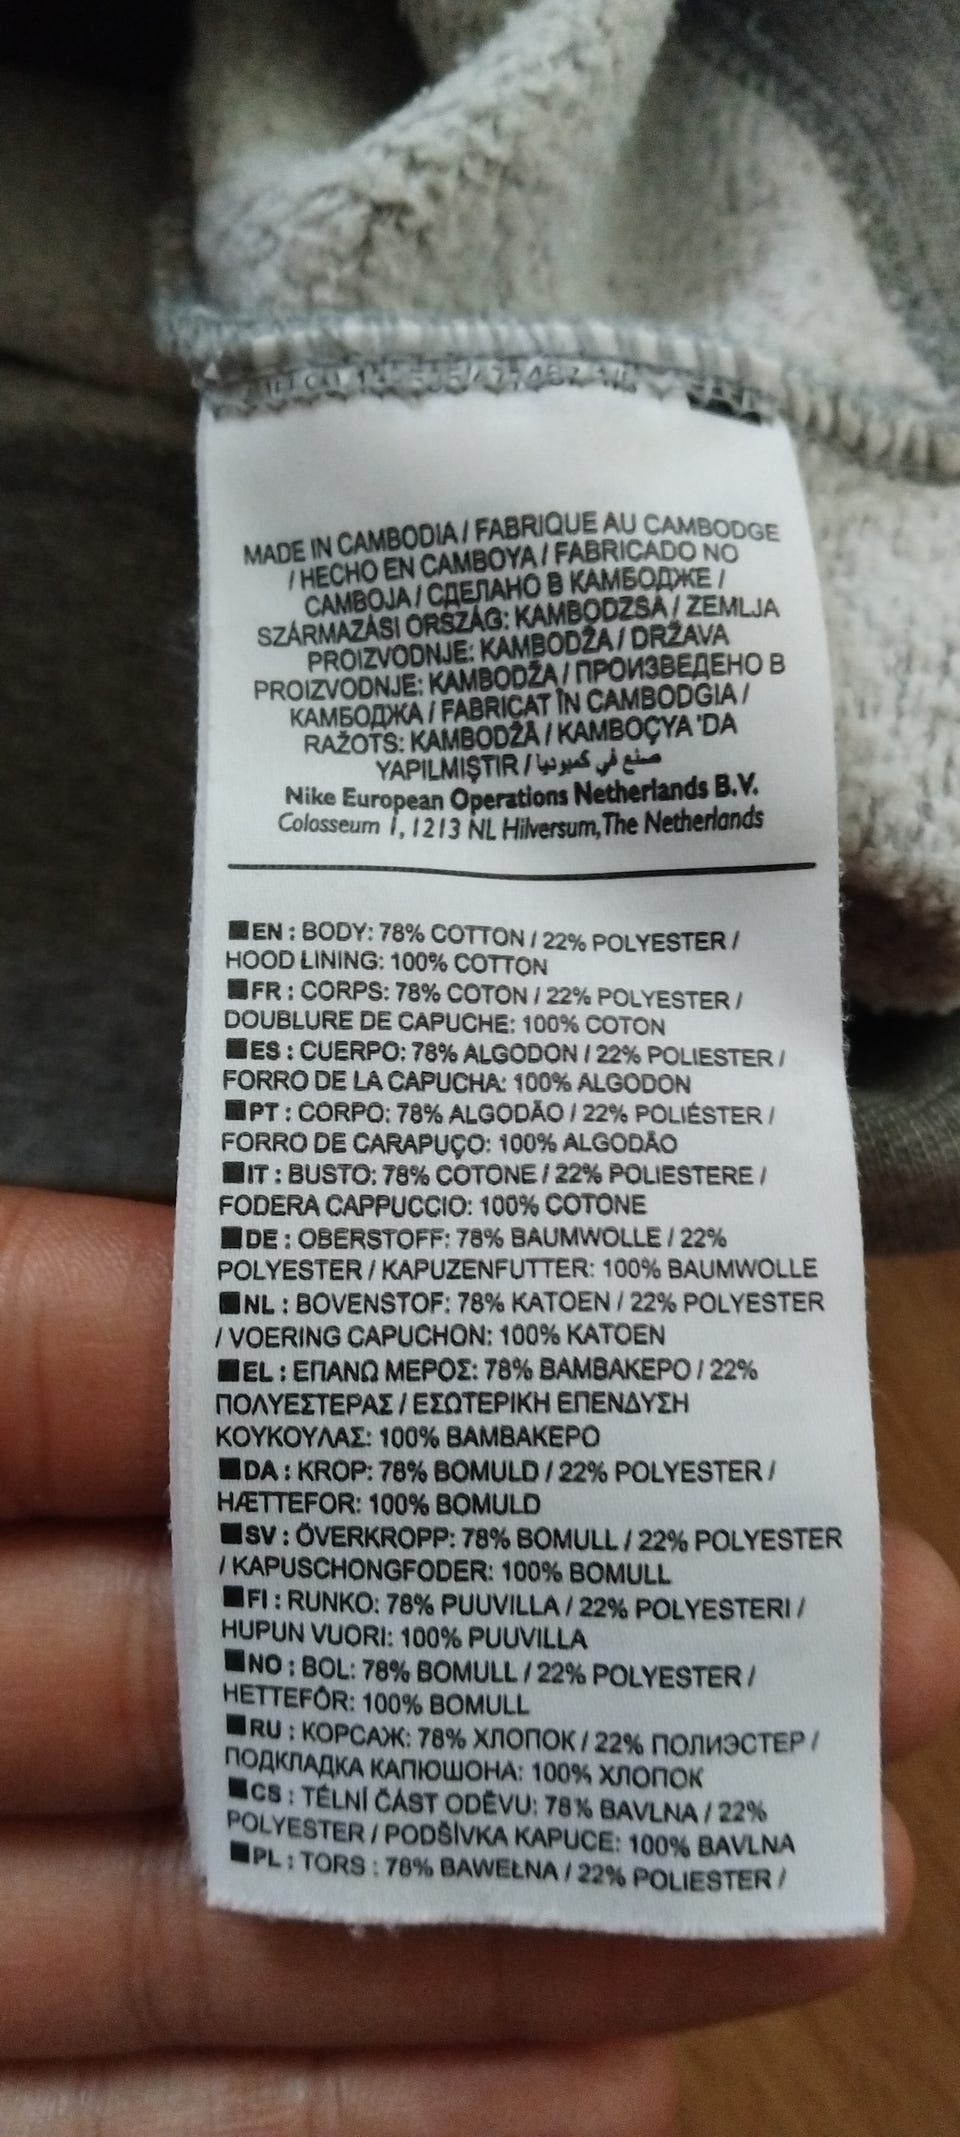 MADE IN CAMBODIA / FABRIQUE AU CAMBODGE
/ HECHO EN CAMBOYA / FABRICADO NO
CAMBOJA / СДЕЛАНО В КАМБОДЖЕ /
SZÁRMAZÁSI ORSZÁG: KAMBODZSA / ZEMLJA
PROIZVODNJE: KAMBODŽA / DRŽAVA
PROIZVODNJE: KAMBODŽA / ПРОИЗВЕДЕНО В
КАМБОДЖА / FABRICAT ÎN CAMBODGIA /
RAŽOTS: KAMBODŽĀ / KAMBOÇYA 'DA
YAPILMIŞTIR / صنع في كمبوديا
Nike European Operations Netherlands B.V.
Colosseum 1, 1213 NL Hilversum, The Netherlands
EN : BODY: 78% COTTON / 22% POLYESTER /
HOOD LINING: 100% COTTON
FR : CORPS: 78% COTON / 22% POLYESTER /
DOUBLURE DE CAPUCHE: 100% COTON
ES : CUERPO: 78% ALGODON / 22% POLIESTER /
FORRO DE LA CAPUCHA: 100% ALGODON
PT : CORPO: 78% ALGODÃO / 22% POLIÉSTER /
FORRO DE CARAPUÇO: 100% ALGODÃO
IT : BUSTO: 78% COTONE / 22% POLIESTERE /
FODERA CAPPUCCIO: 100% COTONE
DE : OBERSTOFF: 78% BAUMWOLLE / 22%
POLYESTER / KAPUZENFUTTER: 100% BAUMWOLLE
NL : BOVENSTOF: 78% KATOEN / 22% POLYESTER
/ VOERING CAPUCHON: 100% KATOEN
EL : ΕΠΑΝΩ ΜΕΡΟΣ: 78% ΒΑΜΒΑΚΕΡΟ / 22%
ΠΟΛΥΕΣΤΕΡΑΣ / ΕΣΩΤΕΡΙΚΗ ΕΠΕΝΔΥΣΗ
ΚΟΥΚΟΥΛΑΣ: 100% ΒΑΜΒΑΚΕΡΟ
DA : KROP: 78% BOMULD / 22% POLYESTER /
HÆTTEFOR: 100% BOMULD
SV : ÖVERKROPP: 78% BOMULL / 22% POLYESTER
/ KAPUSCHONGFODER: 100% BOMULL
FI : RUNKO: 78% PUUVILLA / 22% POLYESTERI /
HUPUN VUORI: 100% PUUVILLA
NO : BOL: 78% BOMULL / 22% POLYESTER /
HETTEFÔR: 100% BOMULL
RU : КОРСАЖ: 78% ХЛОПОК / 22% ПОЛИЭСТЕР /
ПОДКЛАДКА КАПЮШОНА: 100% ХЛОПОК
CS : TĚLNÍ ČÁST ODĚVU: 78% BAVLNA / 22%
POLYESTER / PODŠÍVKA KAPUCE: 100% BAVLNA
PL : TORS : 78% BAWEŁNA / 22% POLIESTER /